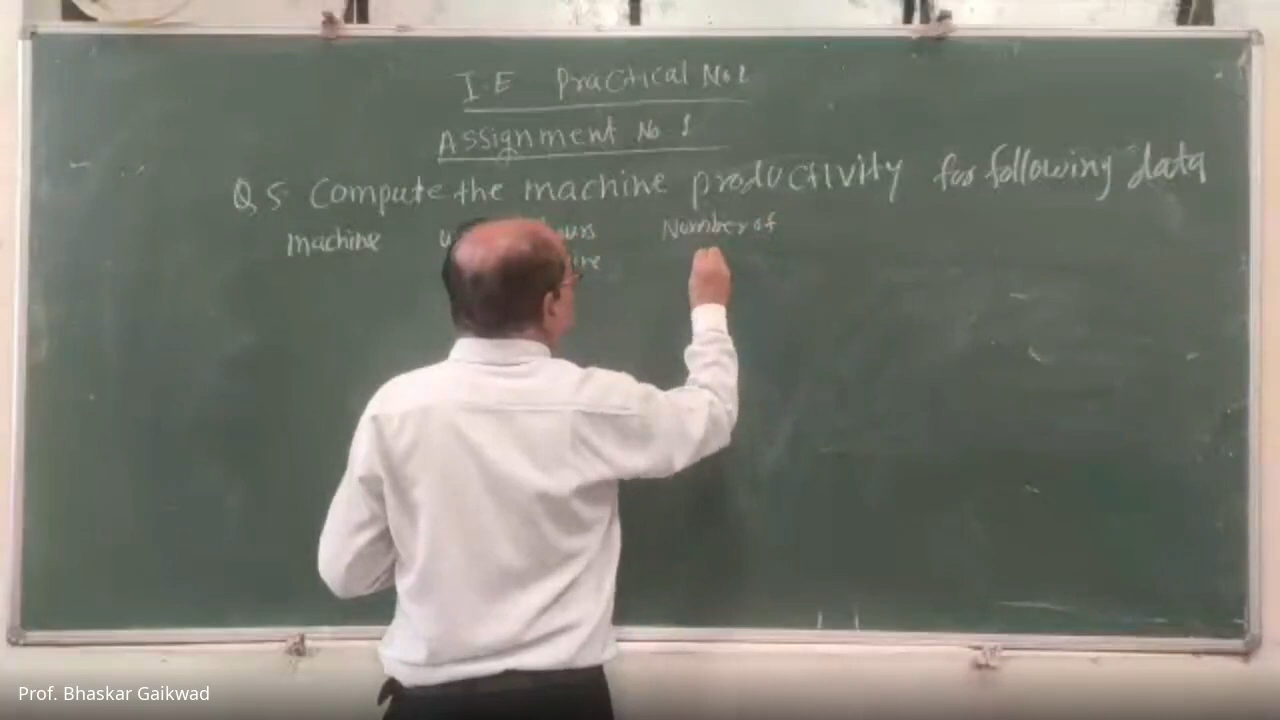 I.E Practical No 1
Assignment No. 1
Q 5 Compute the machine productivity for following data
machine Number of
Prof. Bhaskar Gaikwad